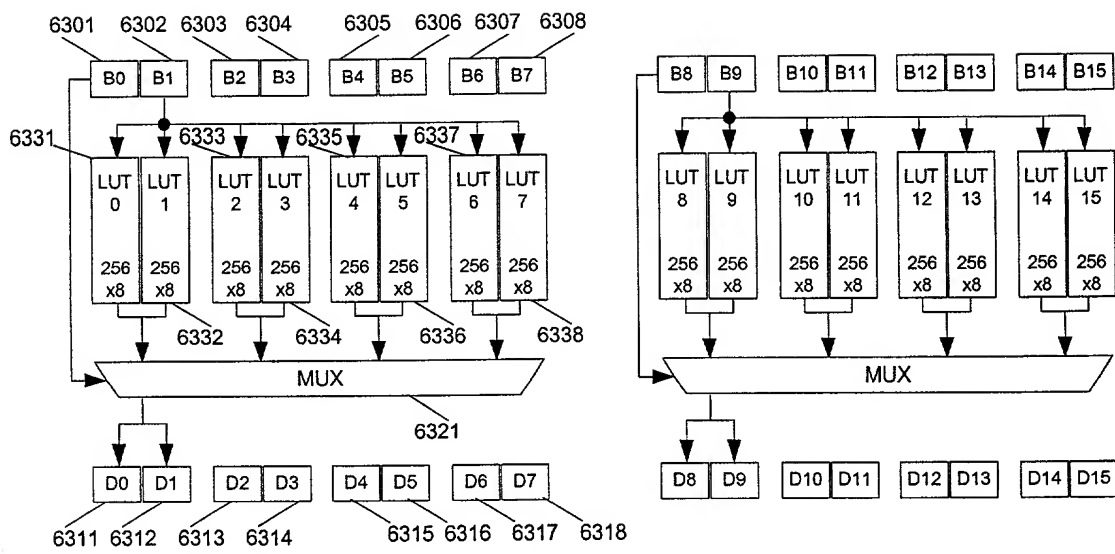 6301 6302 6303 6304 6305 6306 6307 6308
B0 B1 B2 B3 B4 B5 B6 B7 B8 B9 B10 B11 B12 B13 B14 B15
6331 6333 6335 6337
LUT LUT LUT LUT LUT LUT LUT LUT LUT LUT LUT LUT LUT LUT LUT LUT
0 1 2 3 4 5 6 7 8 9 10 11 12 13 14 15
256 256 256 256 256 256 256 256 256 256 256 256 256 256 256 256
x8 x8 x8 x8 x8 x8 x8 x8 x8 x8 x8 x8 x8 x8 x8 x8
6332 6334 6336 6338
MUX MUX
6321
D0 D1 D2 D3 D4 D5 D6 D7 D8 D9 D10 D11 D12 D13 D14 D15
6311 6312 6313 6314 6315 6316 6317 6318